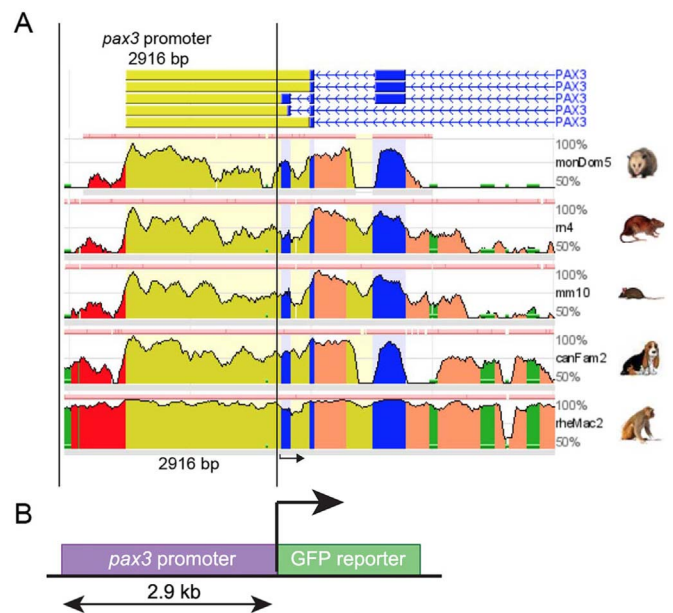 A
pax3 promoter
2916 bp
PAX3
PAX3
PAX3
PAX3
PAX3
100%
monDom5
50%
100%
rn4
50%
100%
mm10
50%
100%
canFam2
50%
100%
rheMac2
50%
2916 bp
B
pax3 promoter GFP reporter
2.9 kb